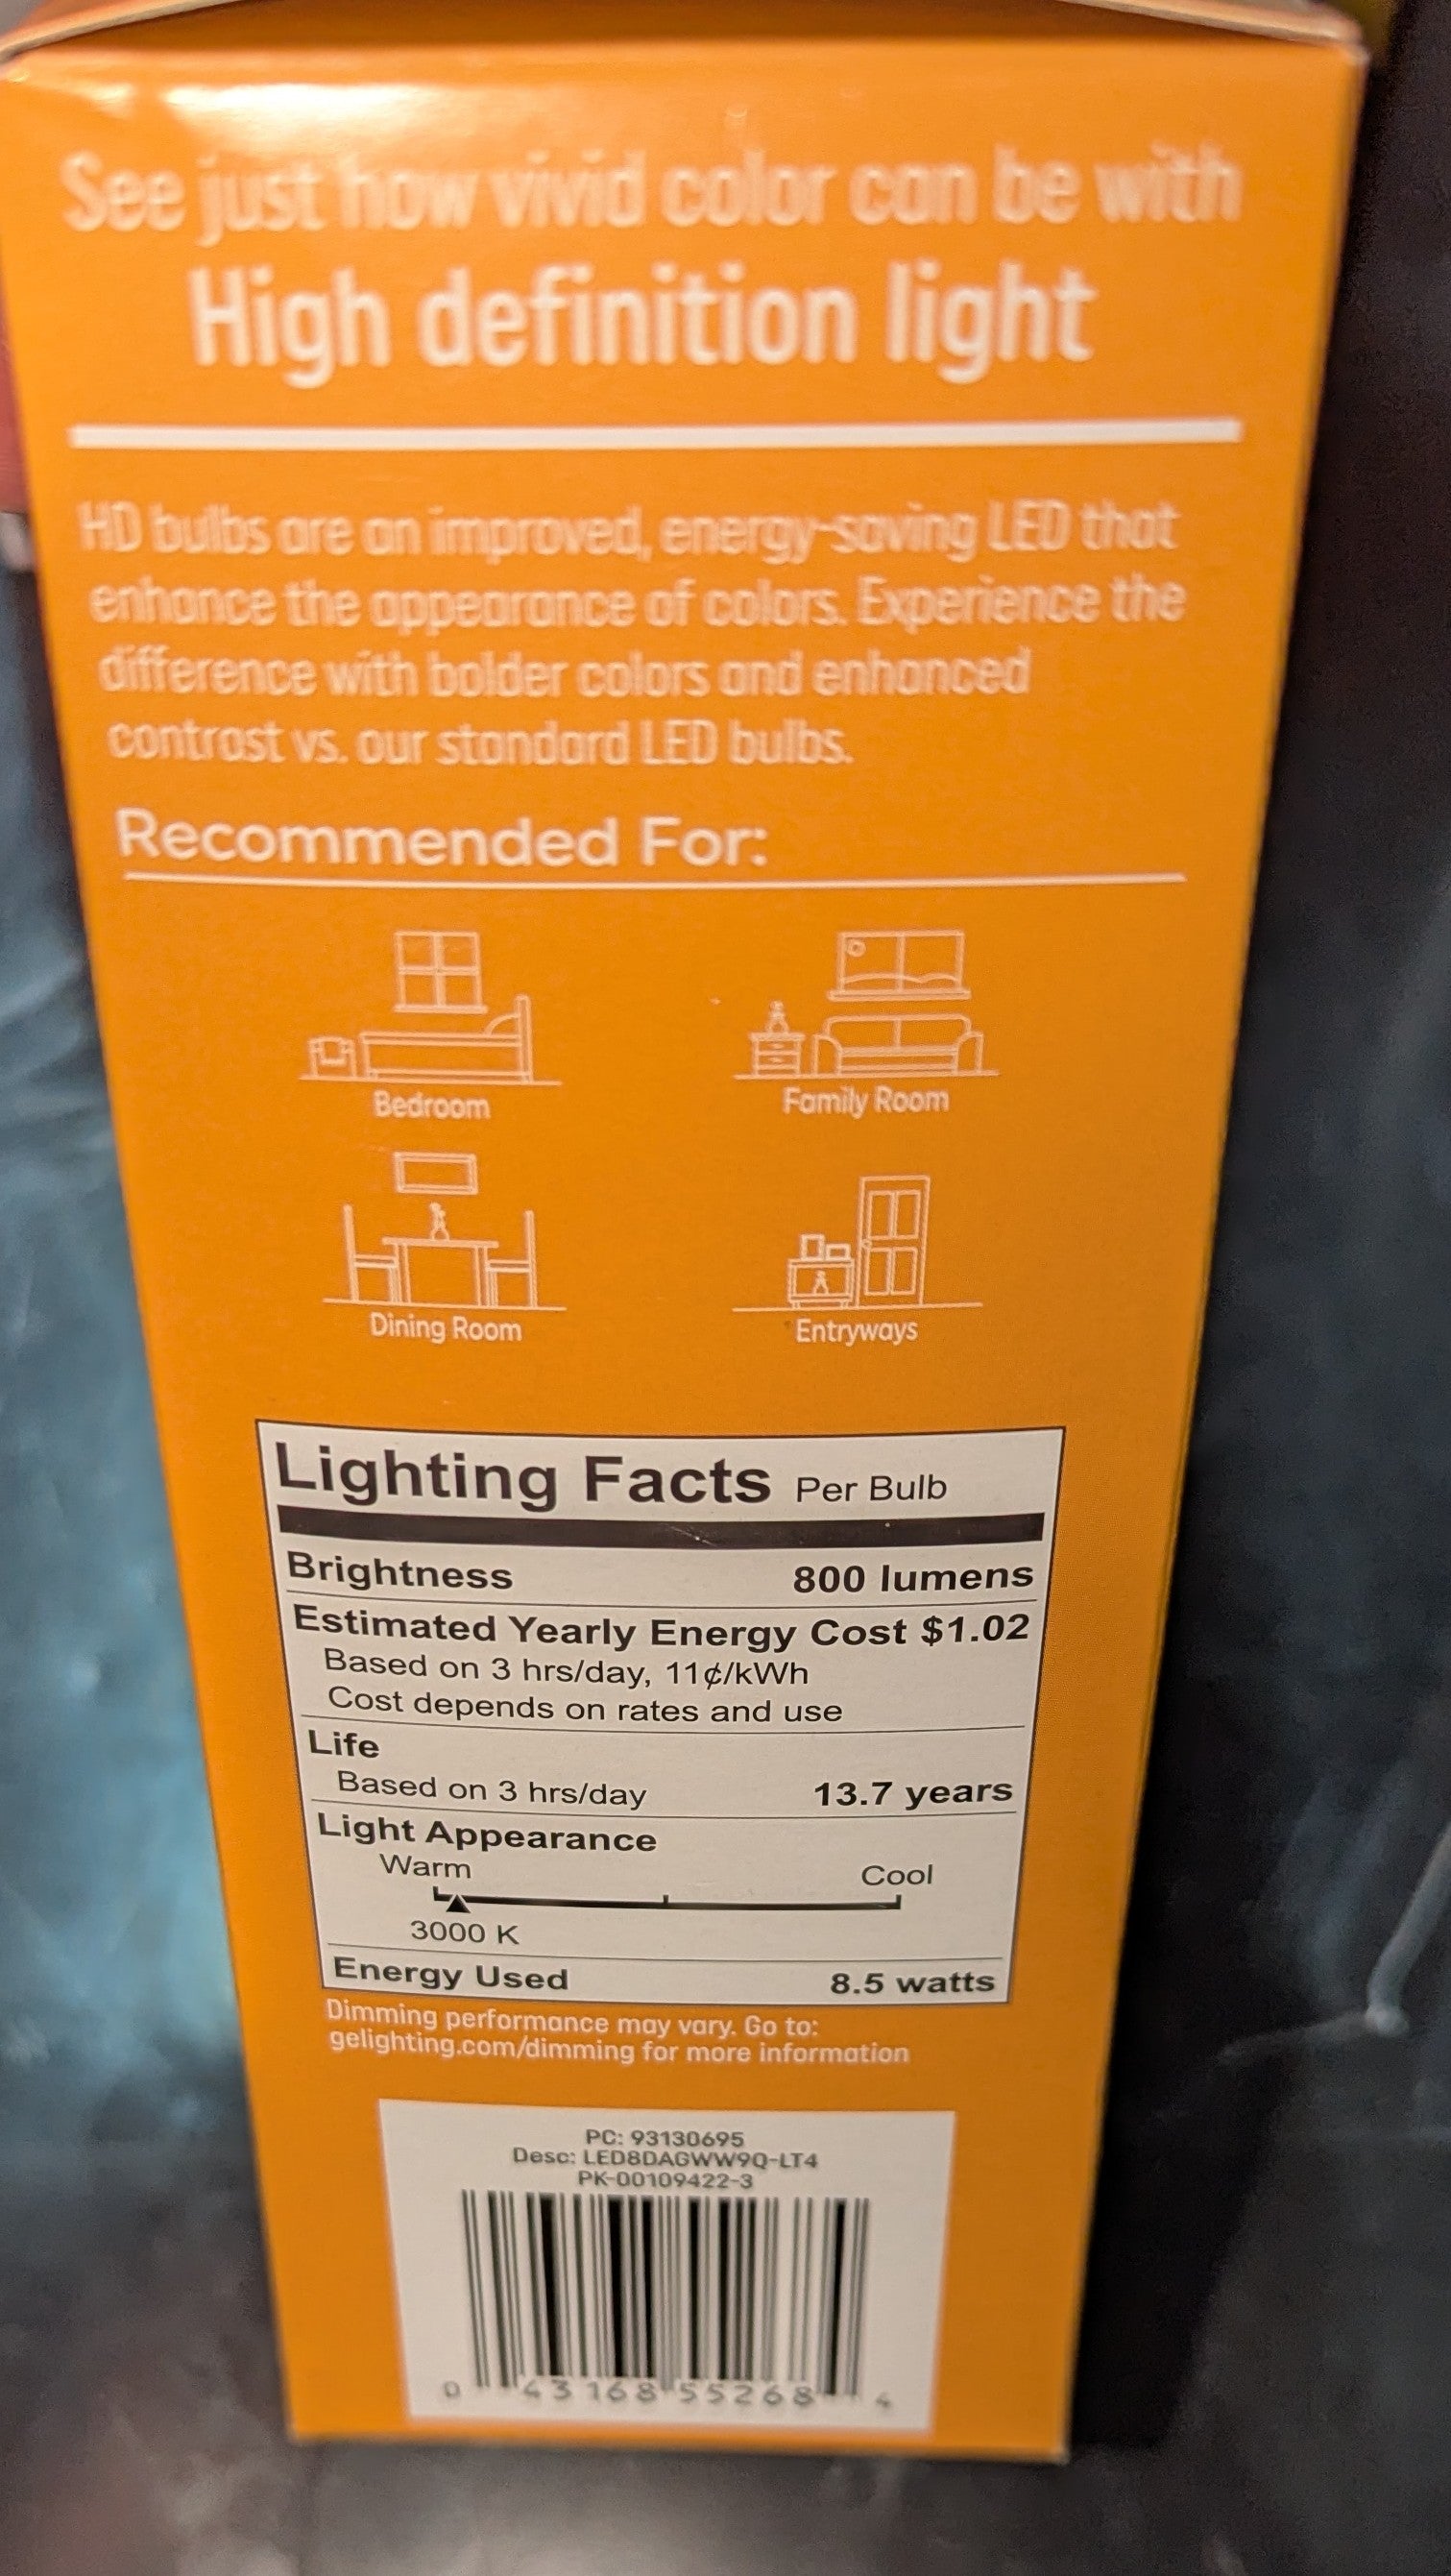 See just how vivid color can be with
High definition light
HD bulbs are an improved, energy-saving LED that
enhance the appearance of colors. Experience the
difference with bolder colors and enhanced
contrast vs. our standard LED bulbs.
Recommended For:
Bedroom
Family Room
Dining Room
Entryways
Lighting Facts Per Bulb
Brightness 800 lumens
Estimated Yearly Energy Cost $1.02
Based on 3 hrs/day, 11¢/kWh
Cost depends on rates and use
Life
Based on 3 hrs/day 13.7 years
Light Appearance
Warm Cool
3000 K
Energy Used 8.5 watts
Dimming performance may vary. Go to:
gelighting.com/dimming for more information
PC: 93130695
Desc: LED8DAGWW9Q-LT4
PK-00109422-3
0 43168 55268 4